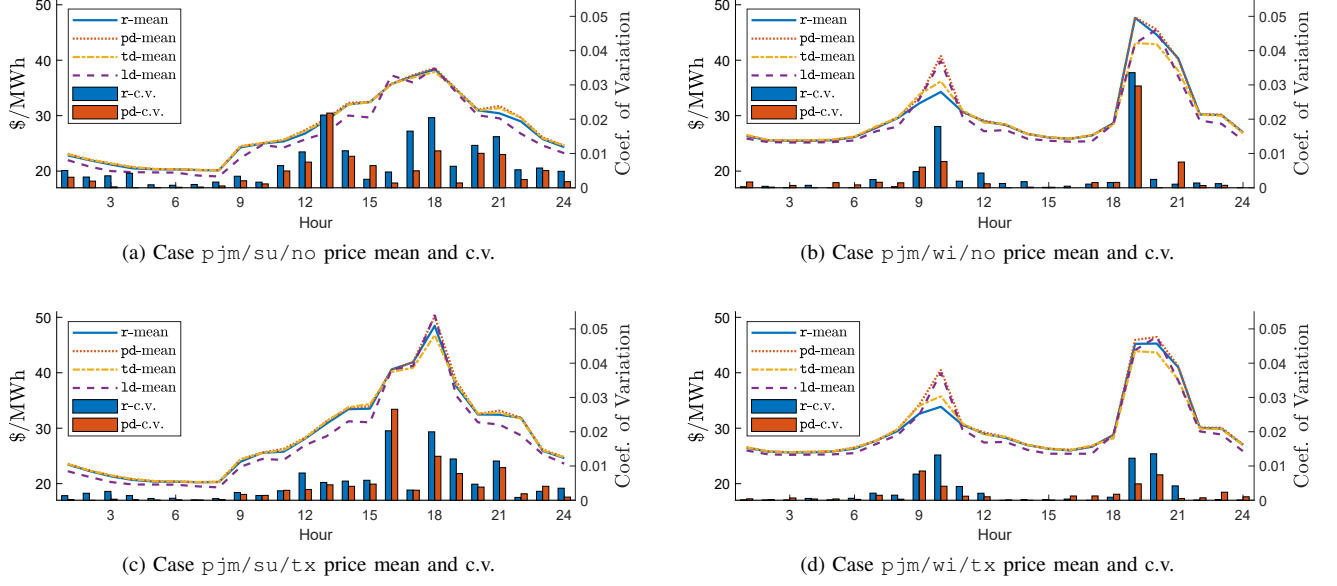 50
40
30
20
$/MWh
r-mean
pd-mean
td-mean
ld-mean
r-c.v.
pd-c.v.
0.05
0.04
0.03
0.02
0.01
0
Coef. of Variation
3 6 9 12 15 18 21 24
Hour
(a) Case pjm/su/no price mean and c.v.
50
40
30
20
$/MWh
r-mean
pd-mean
td-mean
ld-mean
r-c.v.
pd-c.v.
0.05
0.04
0.03
0.02
0.01
0
Coef. of Variation
3 6 9 12 15 18 21 24
Hour
(b) Case pjm/wi/no price mean and c.v.
50
40
30
20
$/MWh
r-mean
pd-mean
td-mean
ld-mean
r-c.v.
pd-c.v.
0.05
0.04
0.03
0.02
0.01
0
Coef. of Variation
3 6 9 12 15 18 21 24
Hour
(c) Case pjm/su/tx price mean and c.v.
50
40
30
20
$/MWh
r-mean
pd-mean
td-mean
ld-mean
r-c.v.
pd-c.v.
0.05
0.04
0.03
0.02
0.01
0
Coef. of Variation
3 6 9 12 15 18 21 24
Hour
(d) Case pjm/wi/tx price mean and c.v.